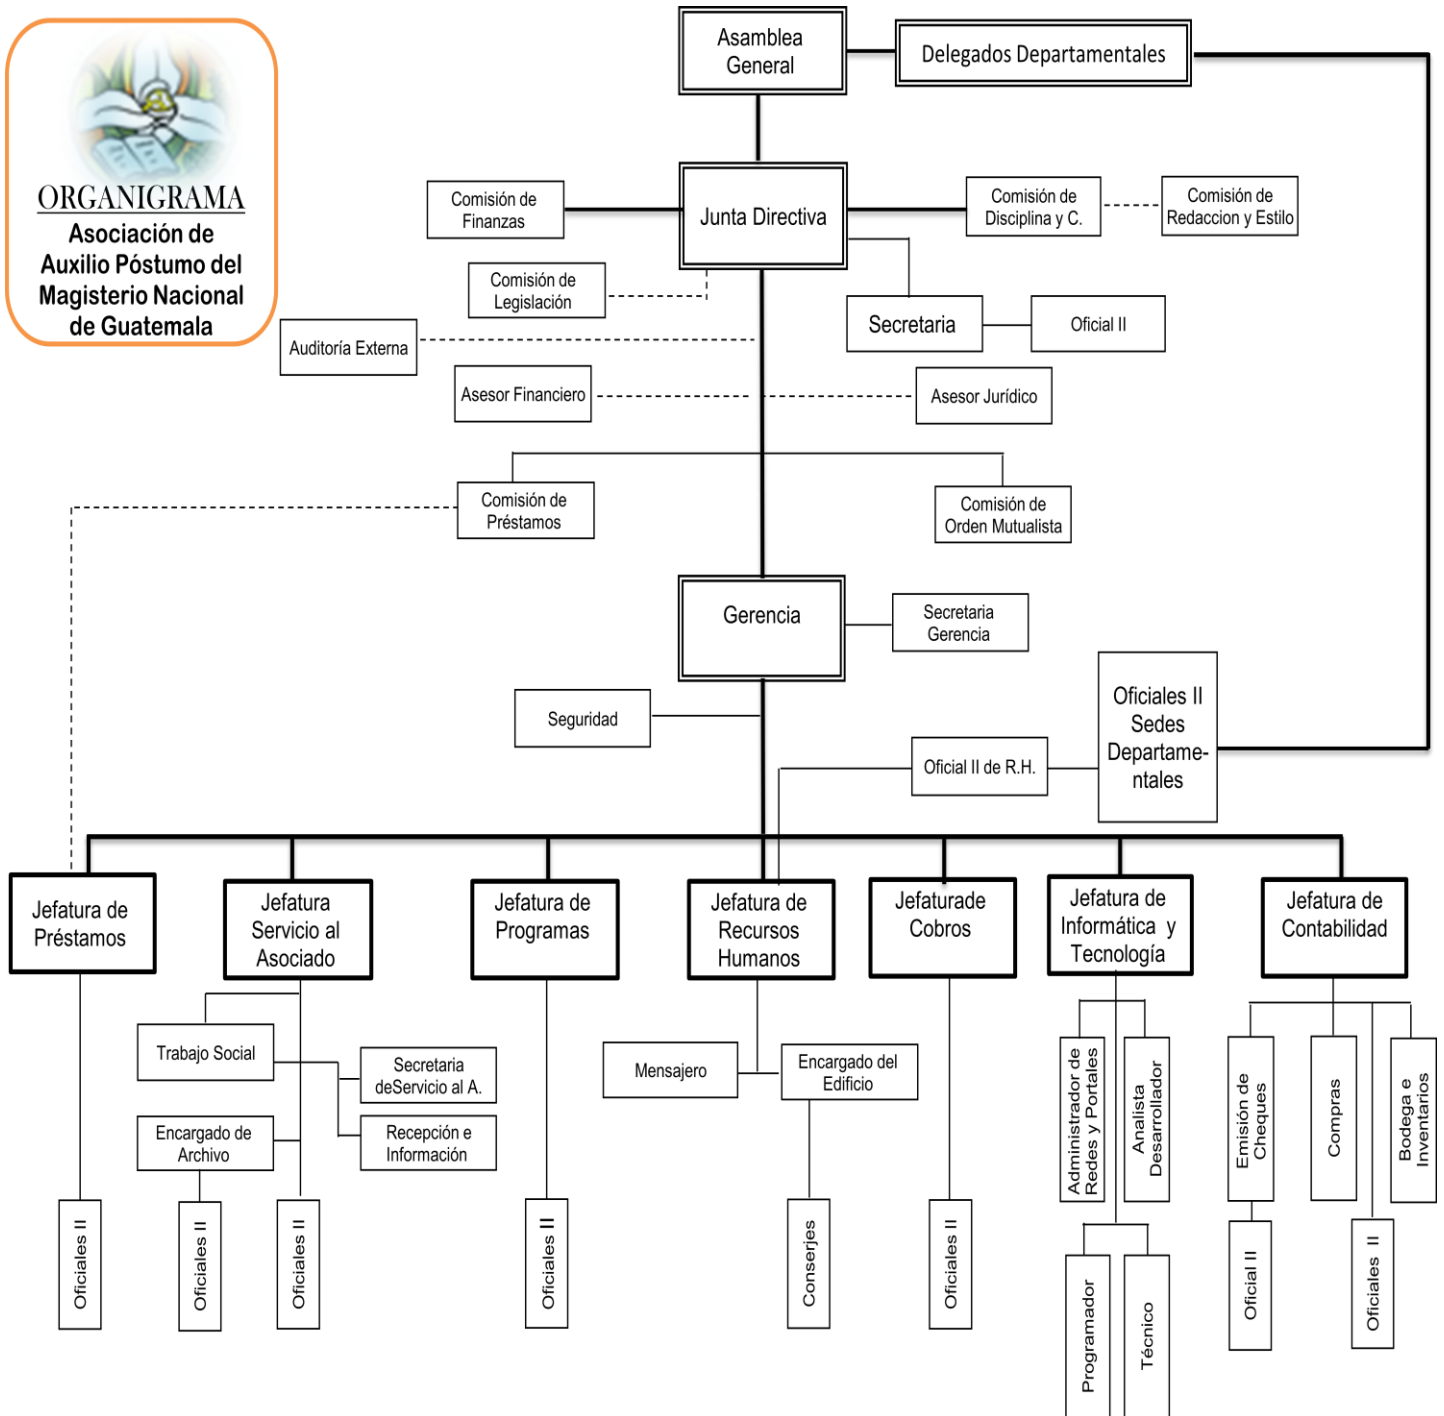 ORGANIGRAMA
Asociación de
Auxilio Póstumo del
Magisterio Nacional
de Guatemala
Asamblea
General
Delegados Departamentales
Comisión de
Finanzas
Junta Directiva
Comisión de
Disciplina y C.
Comisión de
Redaccion y Estilo
Comisión de
Legislación
Secretaria
Oficial II
Auditoría Externa
Asesor Financiero
Asesor Jurídico
Comisión de
Préstamos
Comisión de
Orden Mutualista
Gerencia
Secretaria
Gerencia
Seguridad
Oficial II de R.H.
Oficiales II
Sedes
Departame-
ntales
Jefatura de
Préstamos
Jefatura
Servicio al
Asociado
Jefatura de
Programas
Jefatura de
Recursos
Humanos
Jefaturade
Cobros
Jefatura de
Informática y
Tecnología
Jefatura de
Contabilidad
Trabajo Social
Secretaria
deServicio al A.
Encargado de
Archivo
Recepción e
Información
Mensajero
Encargado del
Edificio
Administrador de
Redes y Portales
Analista
Desarrollador
Emisión de
Cheques
Compras
Bodega e
Inventarios
Oficiales II
Oficiales II
Oficiales II
Oficiales II
Conserjes
Oficiales II
Programador
Técnico
Oficial II
Oficiales II